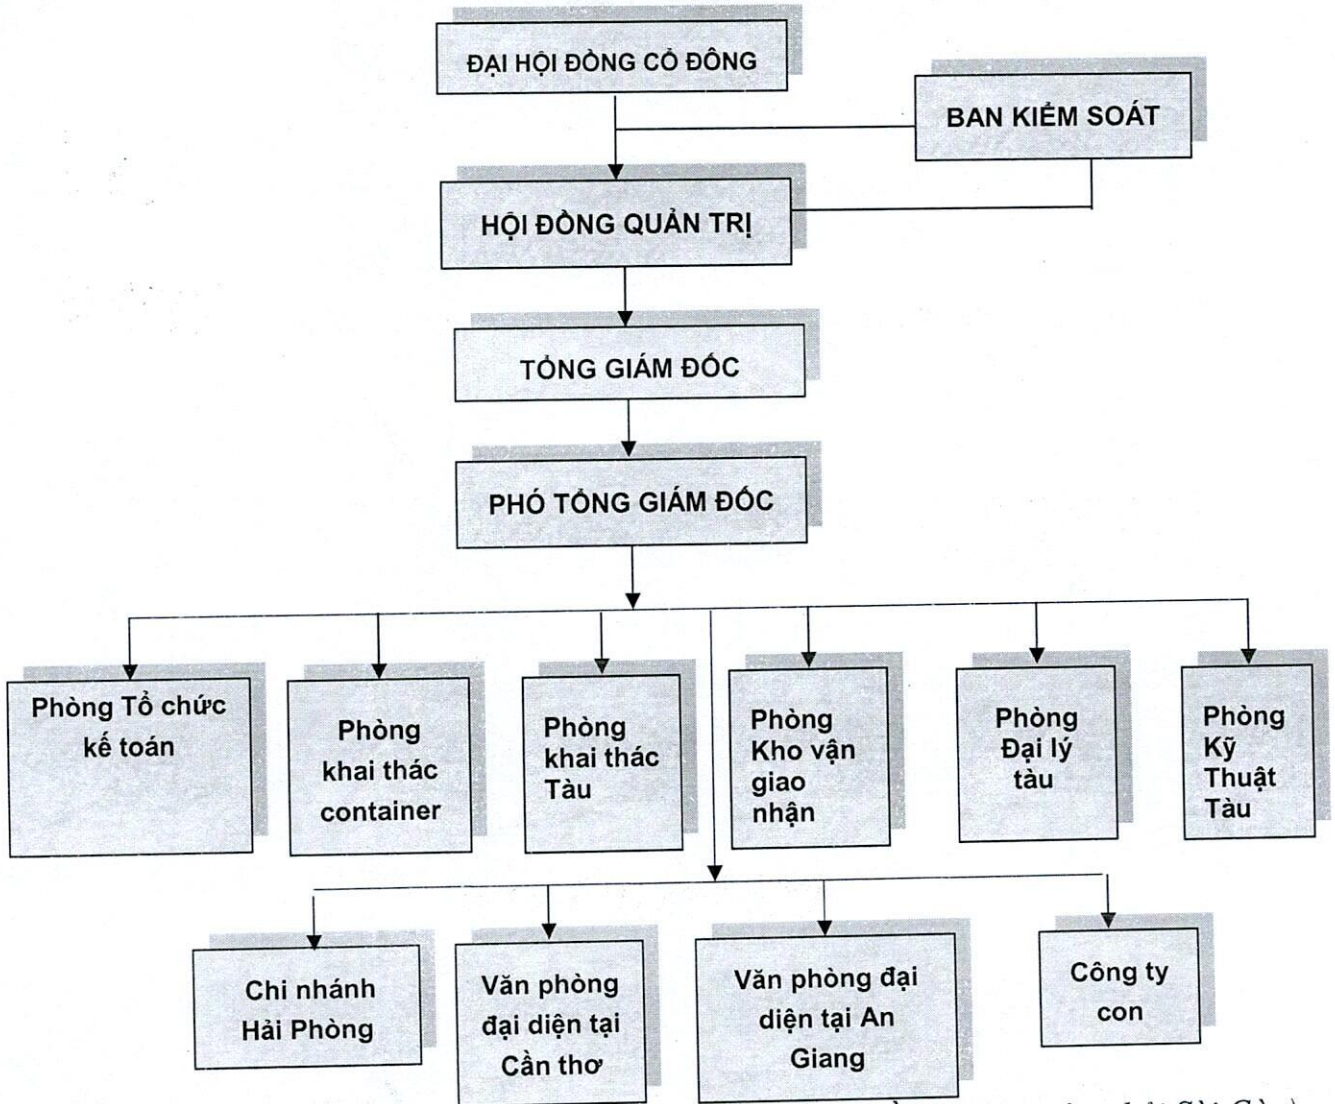 ĐẠI HỘI ĐỒNG CỔ ĐÔNG
BAN KIỂM SOÁT
HỘI ĐỒNG QUẢN TRỊ
TỔNG GIÁM ĐỐC
PHÓ TỔNG GIÁM ĐỐC
Phòng Tổ chức
kế toán
Phòng
khai thác
container
Phòng
khai thác
Tàu
Phòng
Kho vận
giao
nhận
Phòng
Đại lý
tàu
Phòng
Kỹ
Thuật
Tàu
Chi nhánh
Hải Phòng
Văn phòng
đại diện tại
Cần thơ
Văn phòng đại
diện tại An
Giang
Công ty
con
Sài Gòn)